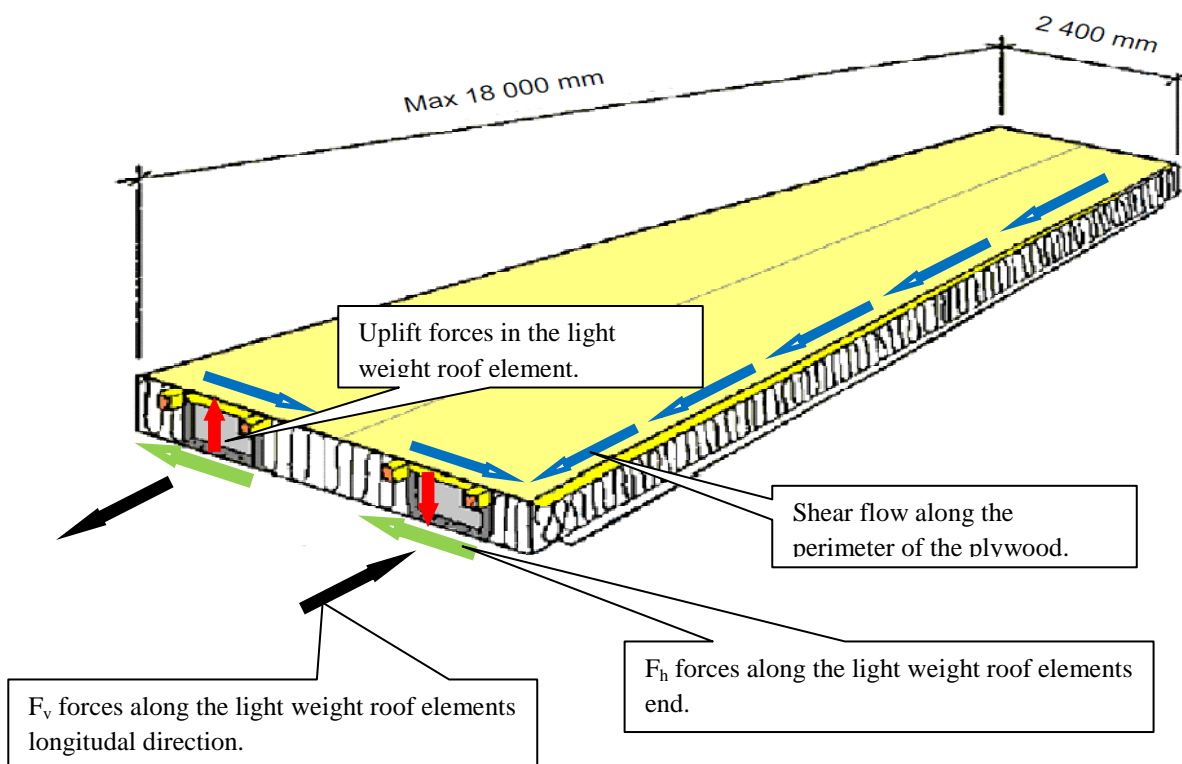 Max 18 000 mm
2 400 mm
Uplift forces in the light
weight roof element.
Shear flow along the
perimeter of the plywood.
F_h forces along the light weight roof elements
end.
F_v forces along the light weight roof elements
longitudal direction.